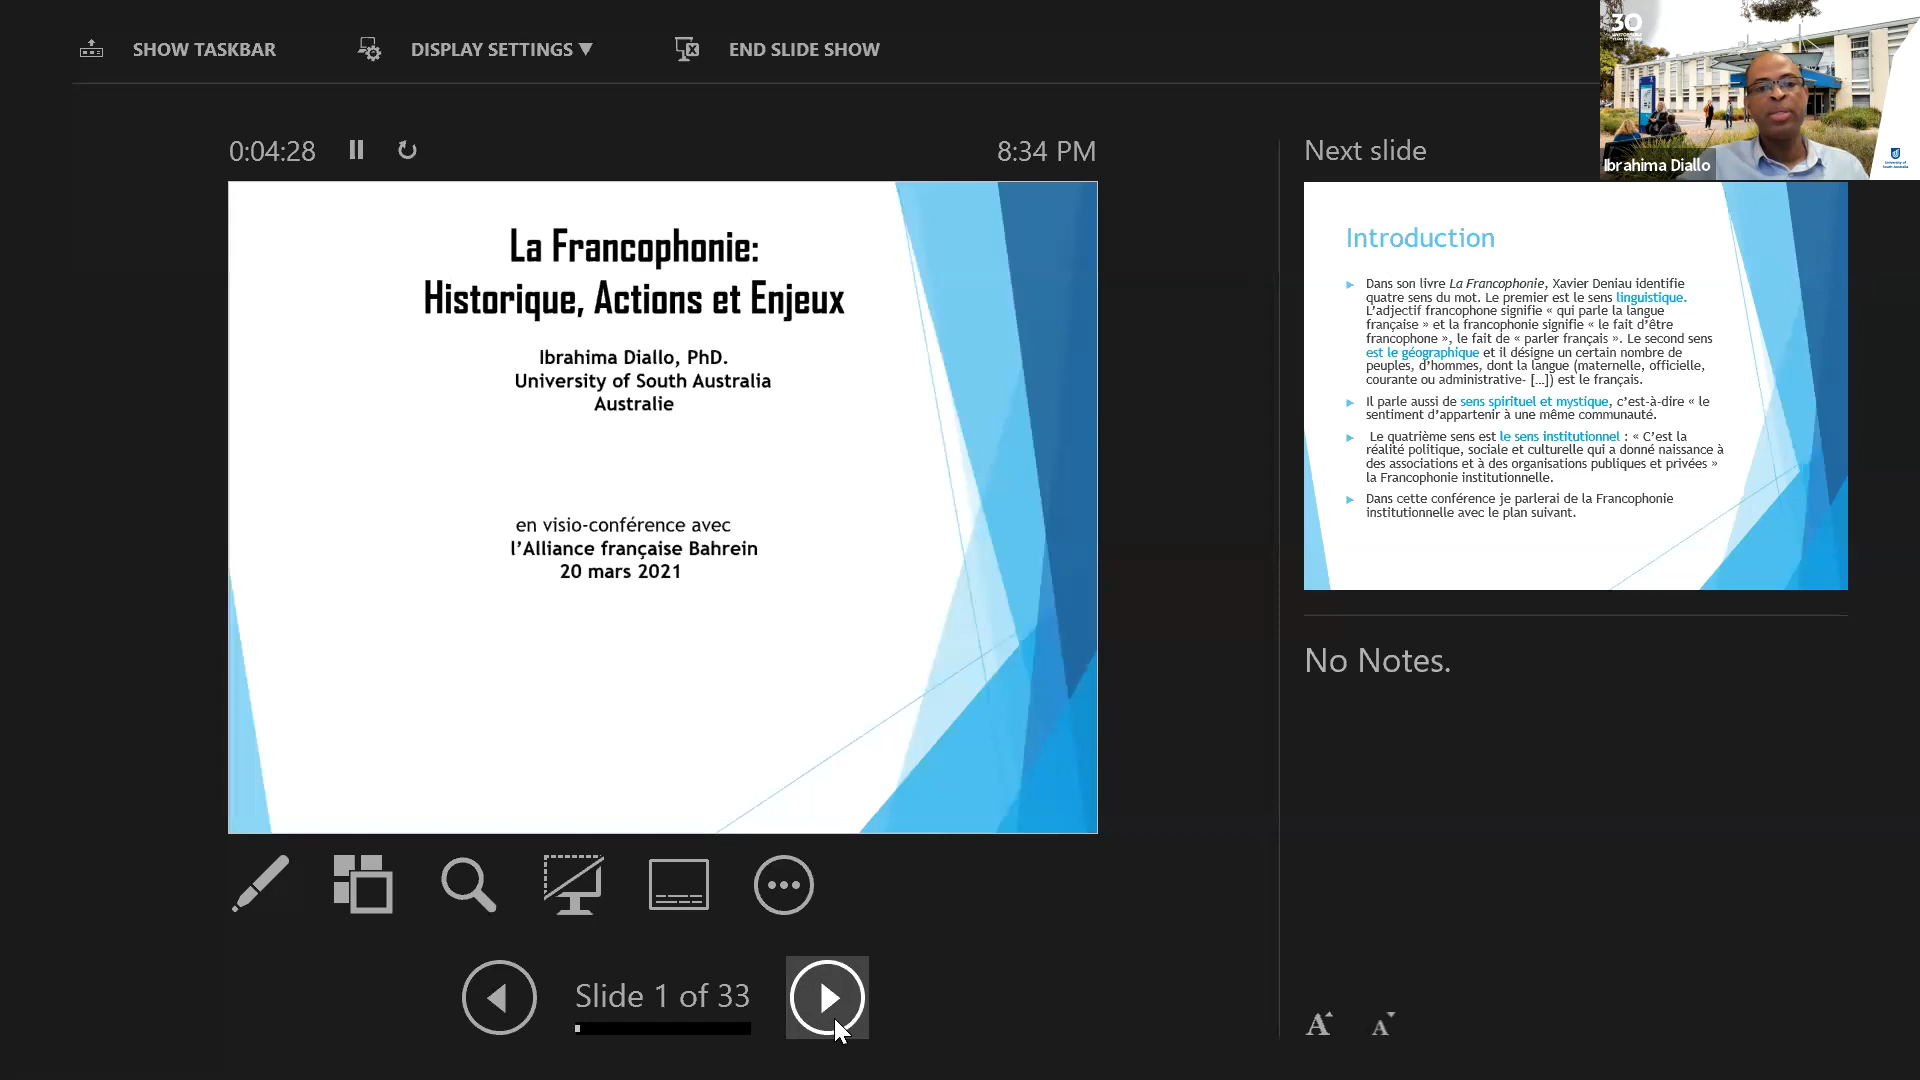 SHOW TASKBAR
DISPLAY SETTINGS ▼
END SLIDE SHOW
30
Ibrahima Diallo
University of
South Australia
0:04:28
8:34 PM
Next slide
La Francophonie:
Historique, Actions et Enjeux
Ibrahima Diallo, PhD.
University of South Australia
Australie
en visio-conférence avec
l’Alliance française Bahrein
20 mars 2021
Introduction
Dans son livre La Francophonie, Xavier Deniau identifie
quatre sens du mot. Le premier est le sens linguistique.
L’adjectif francophone signifie « qui parle la langue
française » et la francophonie signifie « le fait d’être
francophone », le fait de « parler français ». Le second sens
est le géographique et il désigne un certain nombre de
peuples, d’hommes, dont la langue (maternelle, officielle,
courante ou administrative- […]) est le français.
Il parle aussi de sens spirituel et mystique, c’est-à-dire « le
sentiment d’appartenir à une même communauté.
Le quatrième sens est le sens institutionnel : « C’est la
réalité politique, sociale et culturelle qui a donné naissance à
des associations et à des organisations publiques et privées »
la Francophonie institutionnelle.
Dans cette conférence je parlerai de la Francophonie
institutionnelle avec le plan suivant.
No Notes.
Slide 1 of 33
A A